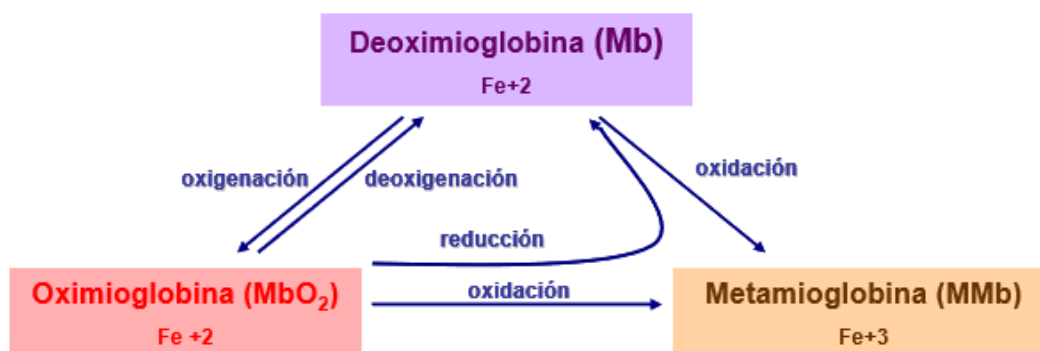 Deoximioglobina (Mb)
Fe+2
oxigenación
deoxigenación
oxidación
reducción
oxidación
Oximioglobina (MbO₂)
Fe +2
Metamioglobina (MMb)
Fe+3